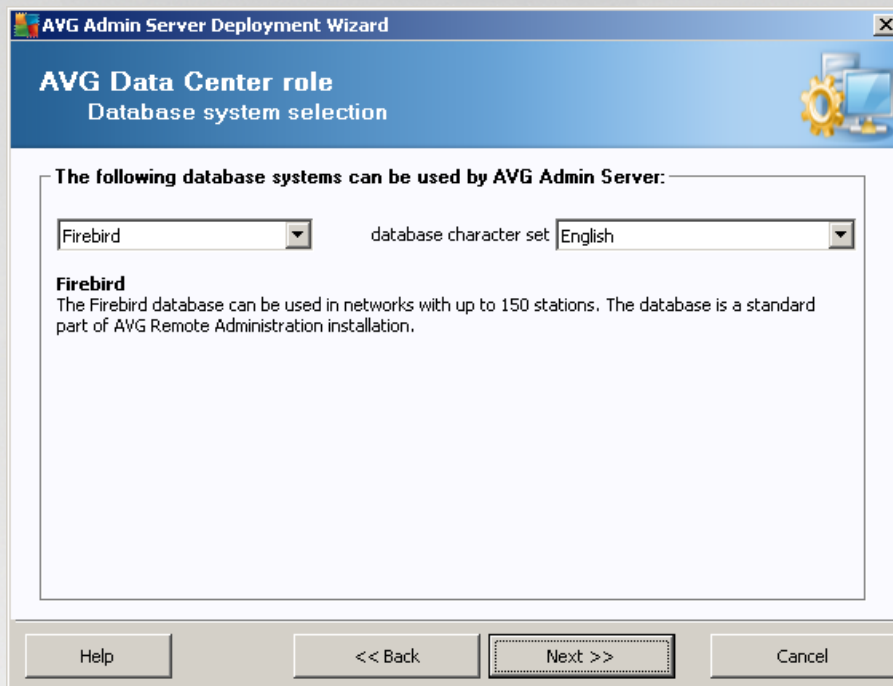 AVG Admin Server Deployment Wizard
AVG Data Center role
Database system selection
The following database systems can be used by AVG Admin Server:
Firebird
database character set
English
Firebird
The Firebird database can be used in networks with up to 150 stations. The database is a standard
part of AVG Remote Administration installation.
Help
<< Back
Next >>
Cancel